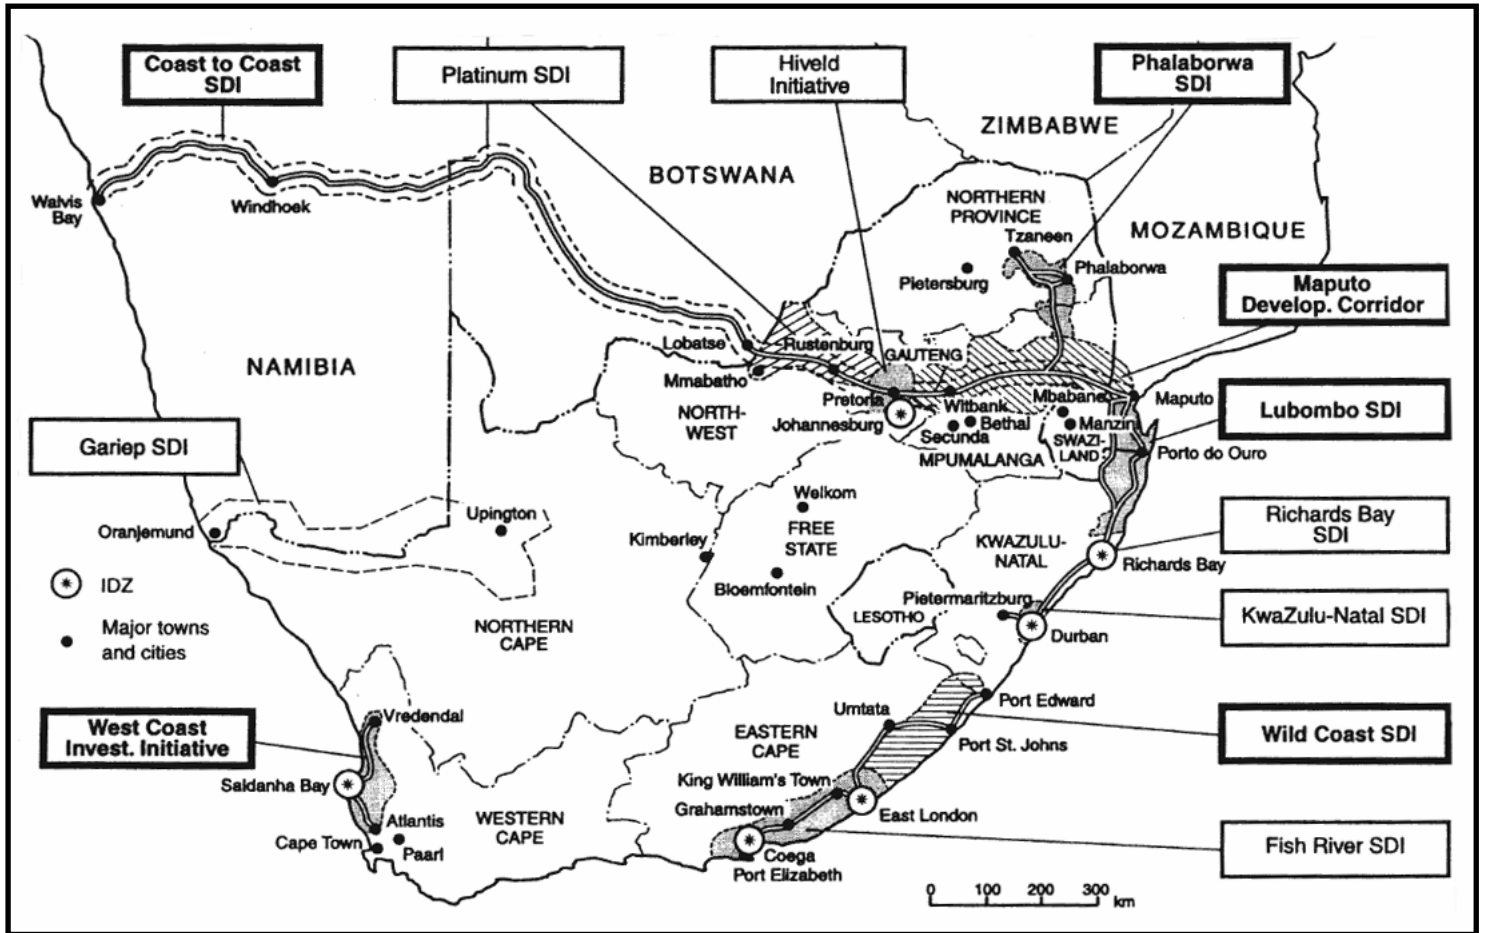 Coast to Coast
SDI
Platinum SDI
Hiveld
Initiative
Phalaborwa
SDI
ZIMBABWE
BOTSWANA
NORTHERN
PROVINCE
MOZAMBIQUE
Walvis
Bay
Windhoek
Tzaneen
Pietersburg
Phalaborwa
Maputo
Develop. Corridor
Lobatse
Rustenburg
GAUTENG
NAMIBIA
Mmabatho
Pretoria
Witbank
Mbabane
Maputo
NORTH-
WEST
Johannesburg
Secunda
Bethal
Manzini
SWAZI-
LAND
Lubombo SDI
MPUMALANGA
Porto do Ouro
Gariep SDI
Welkom
FREE
STATE
Richards Bay
SDI
Oranjemund
Upington
Kimberley
KWAZULU-
NATAL
Richards Bay
Bloemfontein
IDZ
Pietermaritzburg
LESOTHO
KwaZulu-Natal SDI
Major towns
and cities
NORTHERN
CAPE
Durban
Port Edward
Vredendal
Umtata
West Coast
Invest. Initiative
EASTERN
CAPE
Port St. Johns
Wild Coast SDI
Saldanha Bay
King William's Town
Grahamstown
East London
Atlantis
WESTERN
CAPE
Cape Town
Paarl
Coega
Port Elizabeth
Fish River SDI
0 100 200 300
km